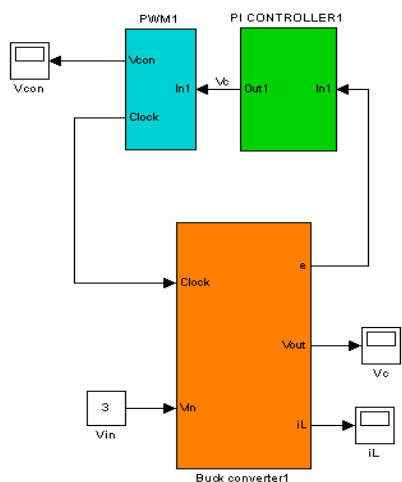 PWM1
PI CONTROLLER1
Vcon
In1
Vc
Out1
In1
Clock
Vcon
e
Clock
Vout
Vc
3
Vin
Vin
iL
iL
Buck converter1